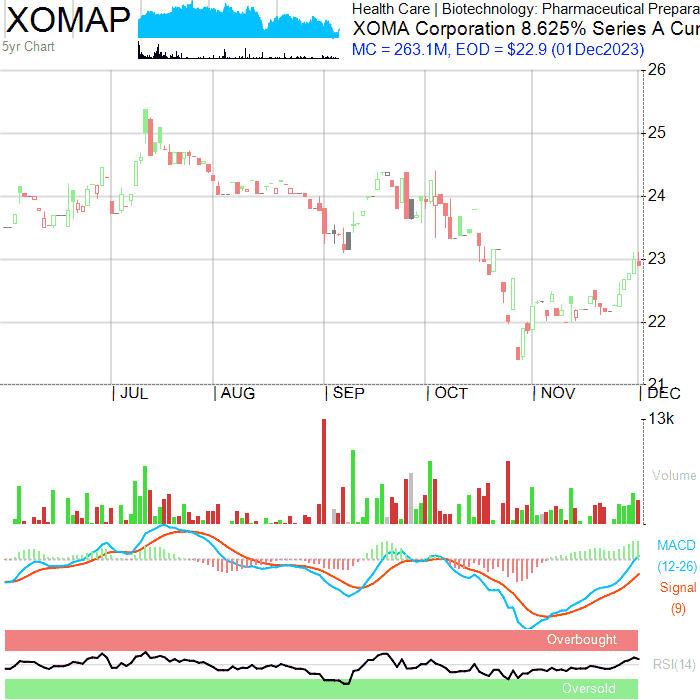 XOMAP
5yr Chart
Health Care | Biotechnology: Pharmaceutical Prepara
XOMA Corporation 8.625% Series A Cur
MC = 263.1M, EOD = $22.9 (01Dec2023)
26
25
24
23
22
21
JUL AUG SEP OCT NOV DEC
13k
Volume
MACD
(12-26)
Signal
(9)
Overbought
RSI(14)
Oversold